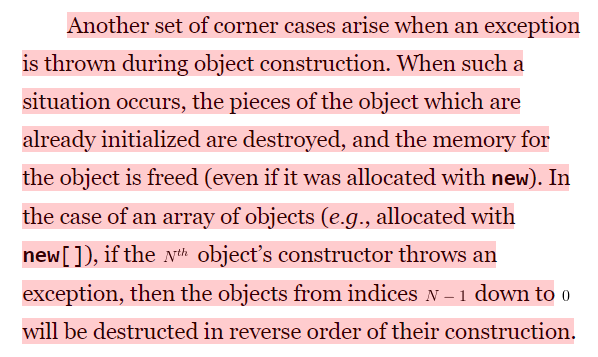 Another set of corner cases arise when an exception
is thrown during object construction. When such a
situation occurs, the pieces of the object which are
already initialized are destroyed, and the memory for
the object is freed (even if it was allocated with new). In
the case of an array of objects (e.g., allocated with
new[]), if the Nth object’s constructor throws an
exception, then the objects from indices N − 1 down to 0
will be destructed in reverse order of their construction.